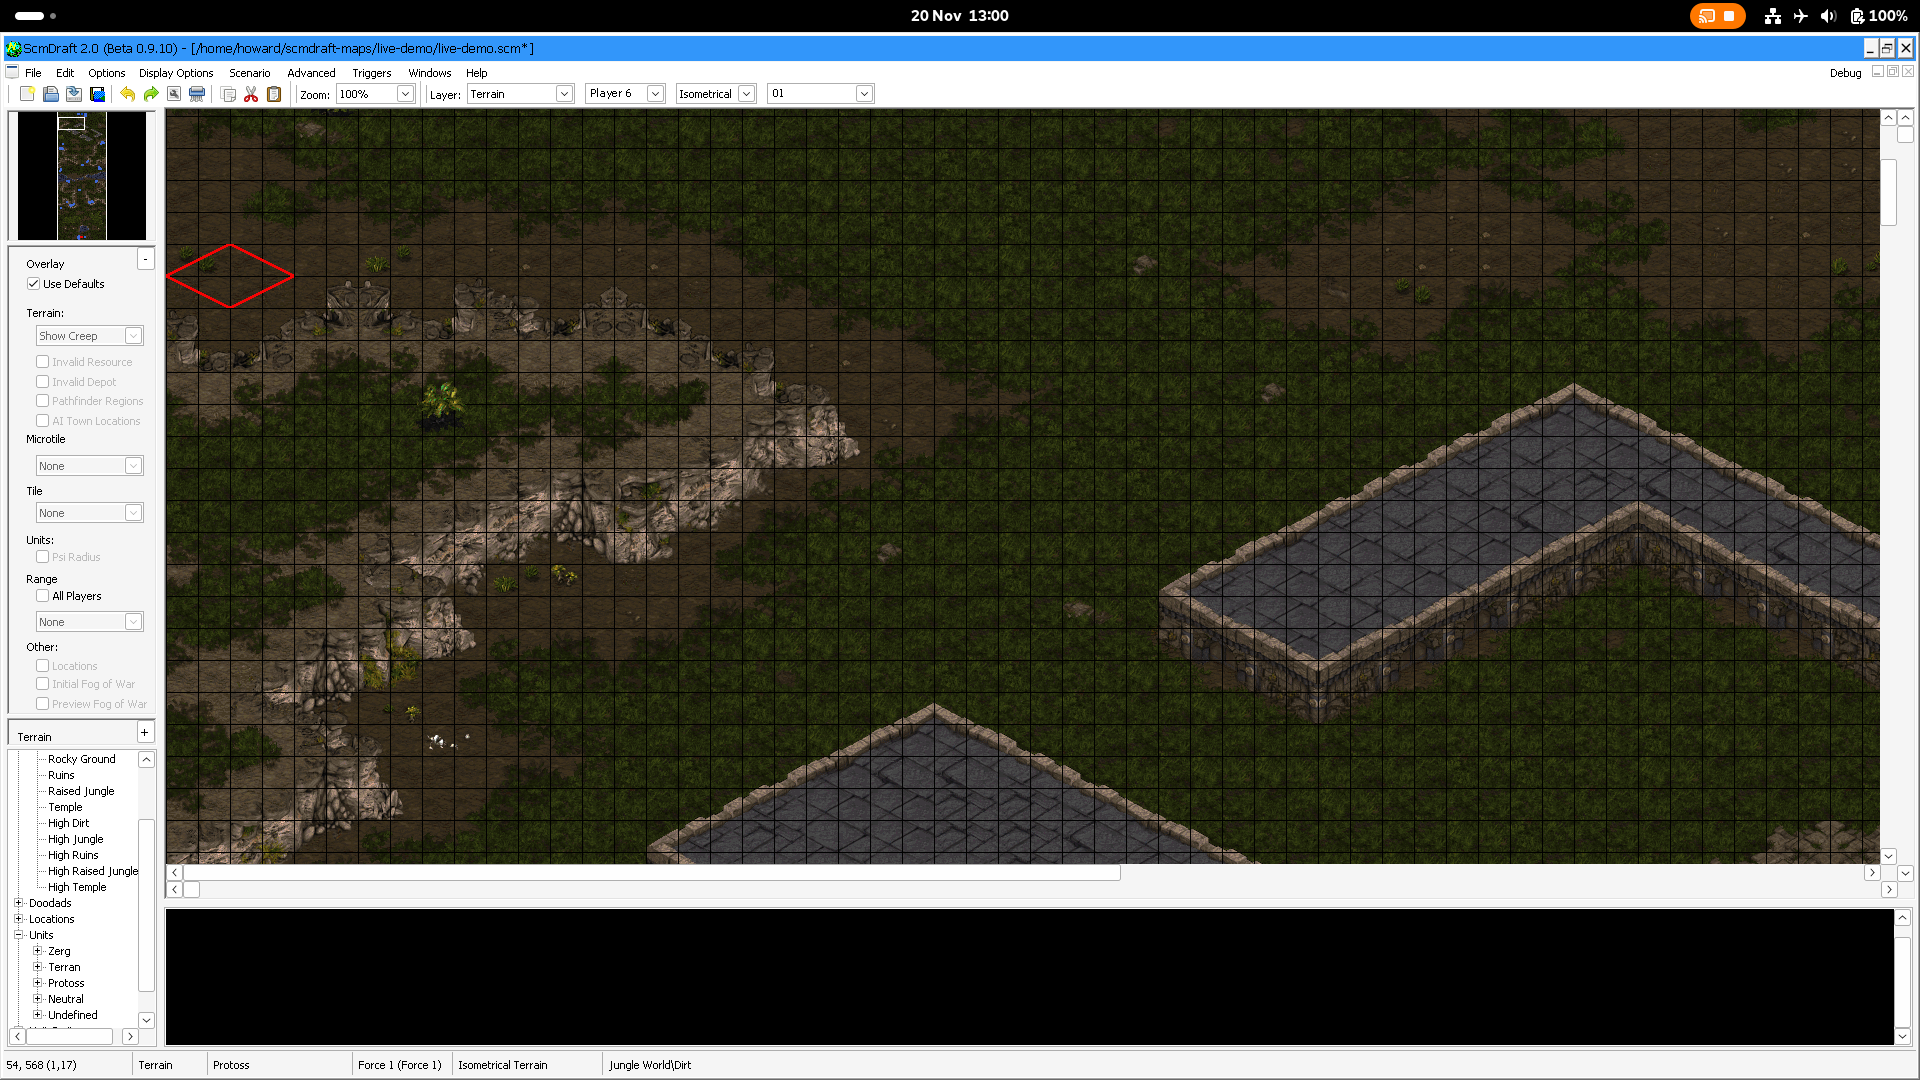 20 Nov 13:00
100%
ScmDraft 2.0 (Beta 0.9.10) - [/home/howard/scmdraft-maps/live-demo/live-demo.scm*]
File Edit Options Display Options Scenario Advanced Triggers Windows Help Debug
Zoom: 100% Layer: Terrain Player 6 Isometrical 01
Overlay
-
Use Defaults
Terrain:
Show Creep
Invalid Resource
Invalid Depot
Pathfinder Regions
AI Town Locations
Microtile
None
Tile
None
Units:
Psi Radius
Range
All Players
None
Other:
Locations
Initial Fog of War
Preview Fog of War
Terrain +
Rocky Ground
Ruins
Raised Jungle
Temple
High Dirt
High Jungle
High Ruins
High Raised Jungle
High Temple
Doodads
Locations
Units
Zerg
Terran
Protoss
Neutral
Undefined
54, 568 (1,17) Terrain Protoss Force 1 (Force 1) Isometrical Terrain Jungle World\Dirt